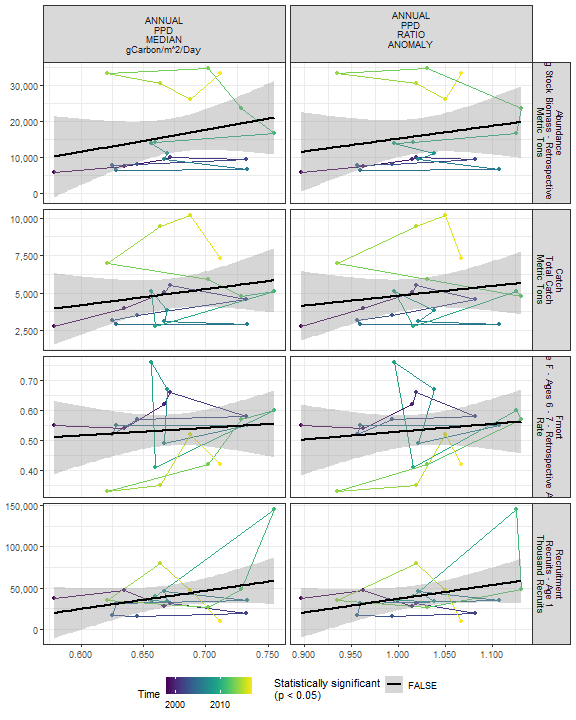 ANNUAL
PPD
MEDIAN
gCarbon/m^2/Day
ANNUAL
PPD
RATIO
ANOMALY
30,000
20,000
10,000
0
Abundance
g Stock Biomass - Retrospective
Metric Tons
10,000
7,500
5,000
2,500
Catch
Total Catch
Metric Tons
0.70
0.60
0.50
0.40
Fmort
e F - Ages 6 - 7 - Retrospective A
Rate
150,000
100,000
50,000
0
Recruitment
Recruits - Age 1
Thousand Recruits
0.600
0.650
0.700
0.750
0.900
0.950
1.000
1.050
1.100
Time
2000
2010
Statistically significant
(p < 0.05)
FALSE